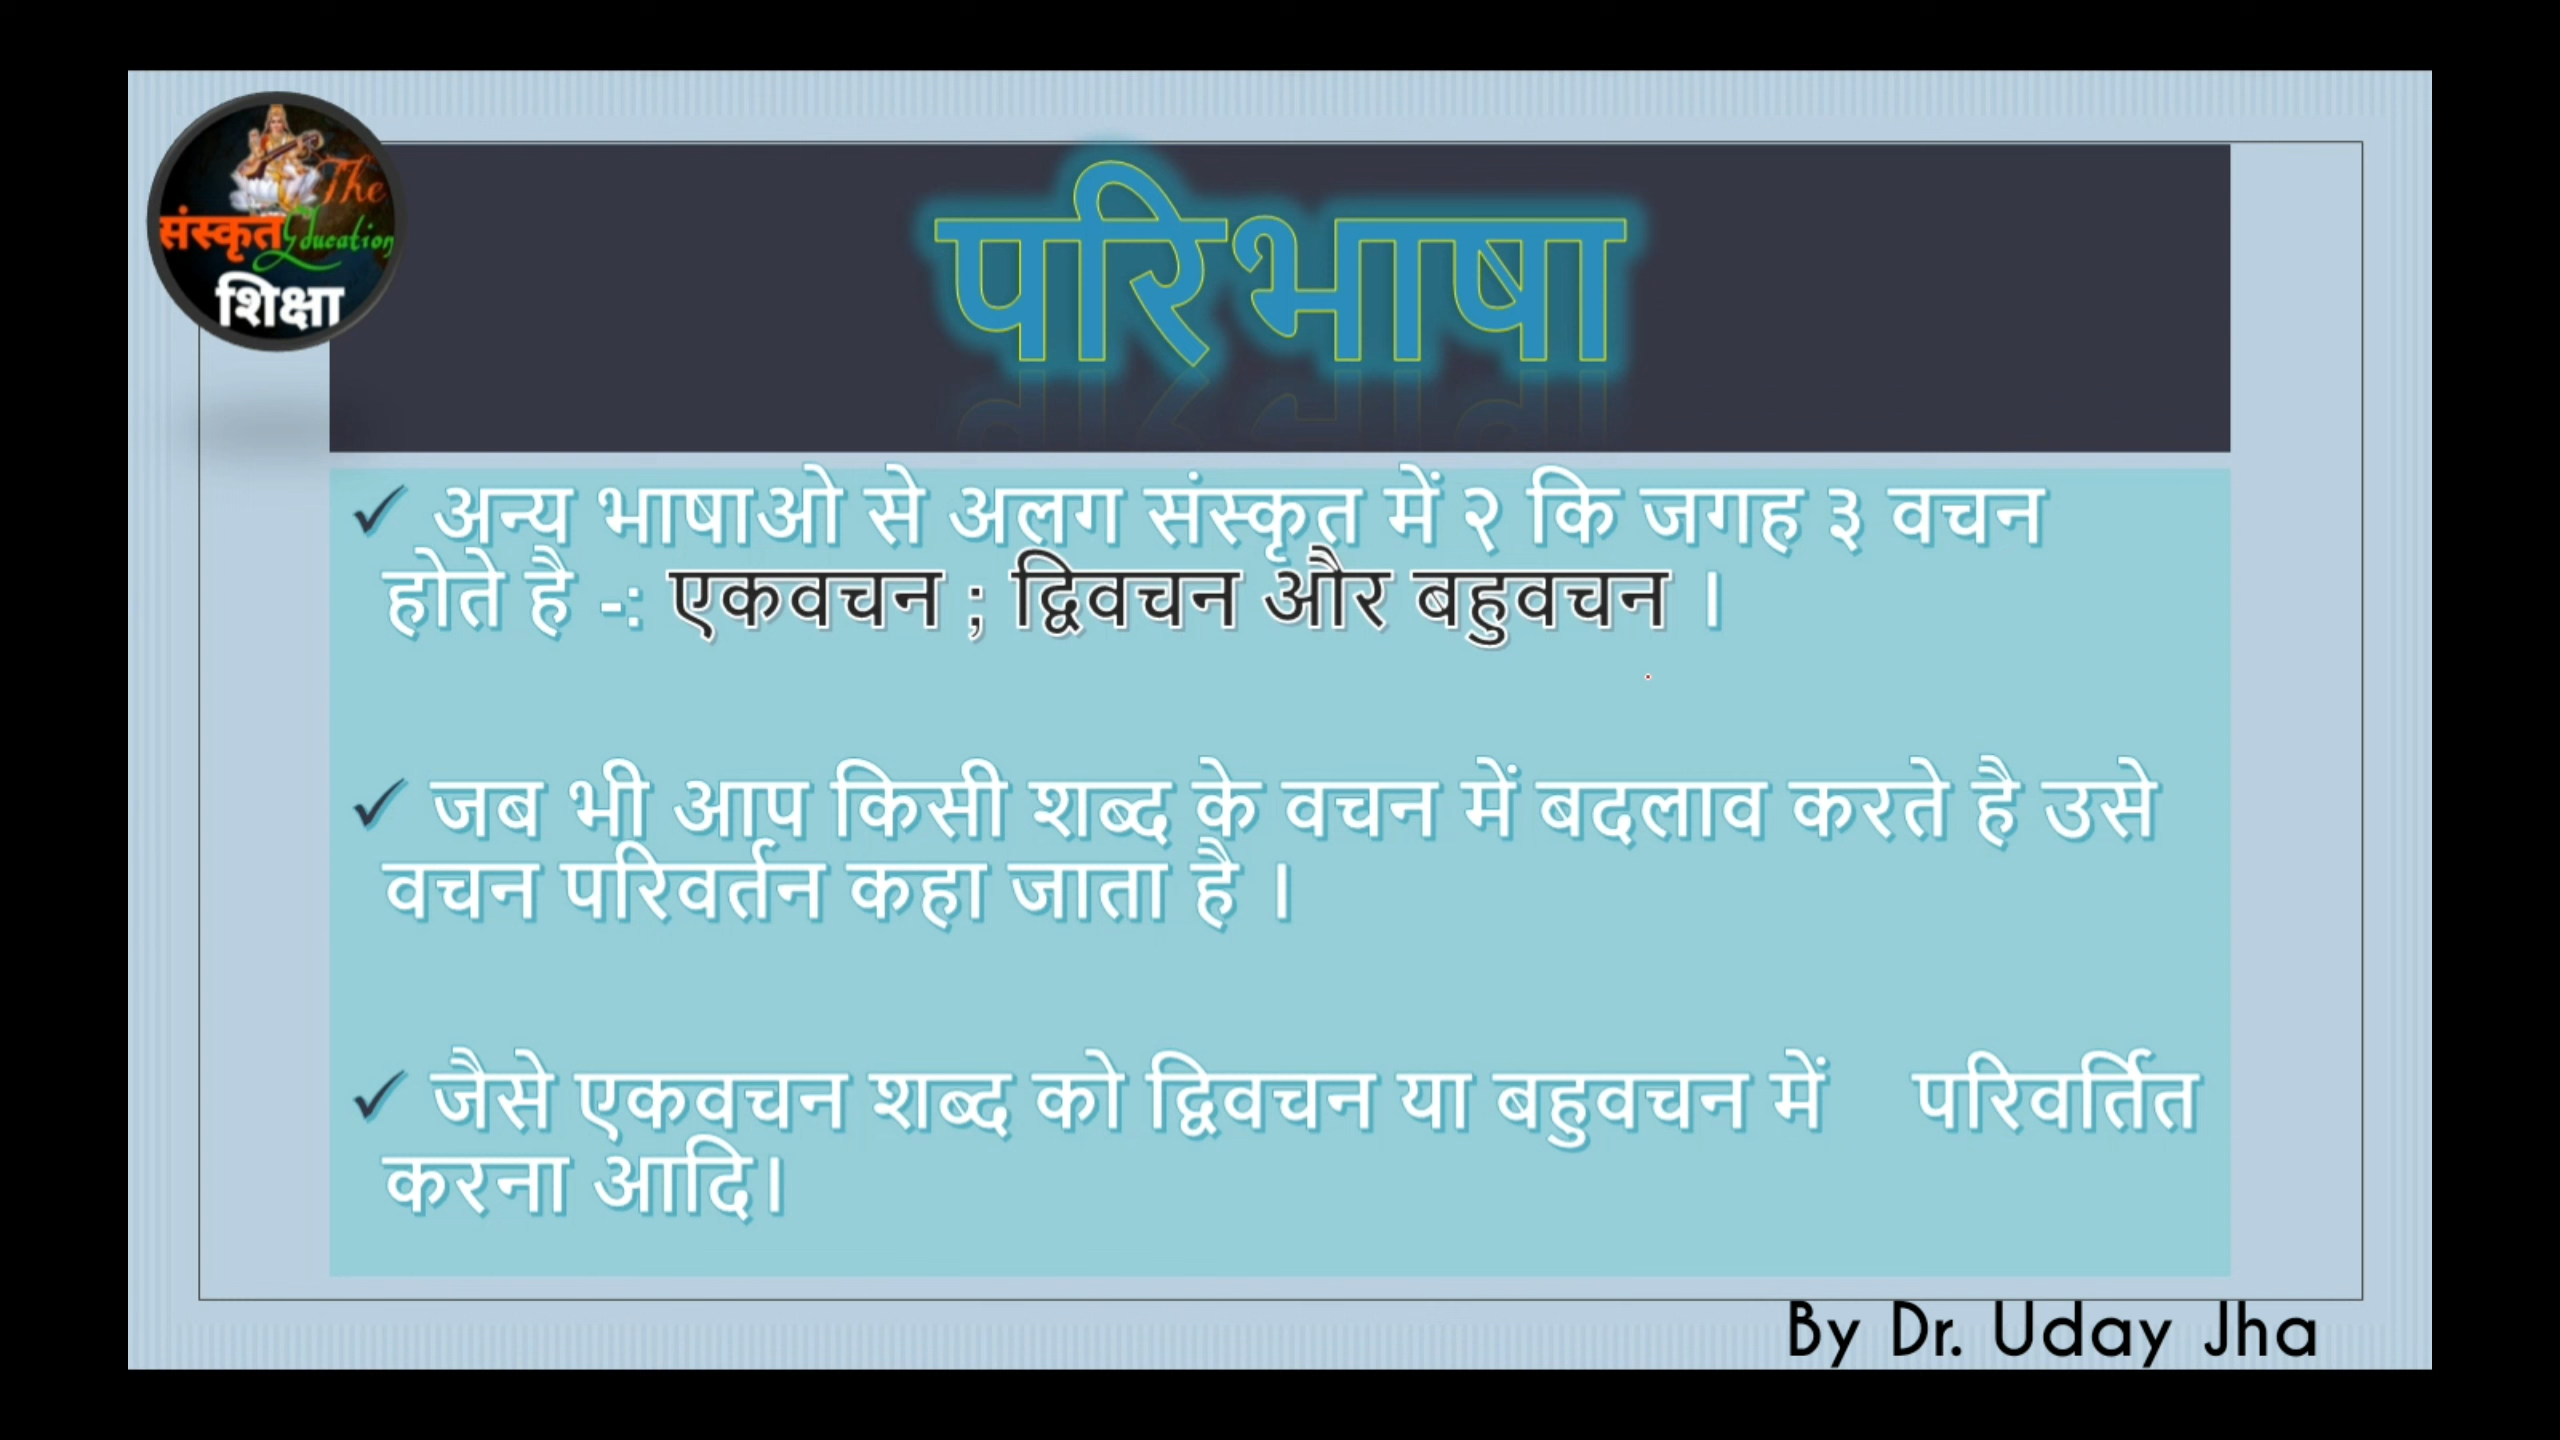 The
संस्कृत Education
शिक्षा
परिभाषा
✓ अन्य भाषाओ से अलग संस्कृत में २ कि जगह ३ वचन
होते है -: एकवचन ; द्विवचन और बहुवचन ।
✓ जब भी आप किसी शब्द के वचन में बदलाव करते है उसे
वचन परिवर्तन कहा जाता है ।
✓ जैसे एकवचन शब्द को द्विवचन या बहुवचन में परिवर्तित
करना आदि।
By Dr. Uday Jha